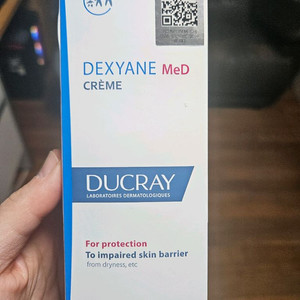 DEXYANE MeD
CRÈME
DUCRAY
LABORATOIRES DERMATOLOGIQUES
For protection
To impaired skin barrier
from dryness, etc